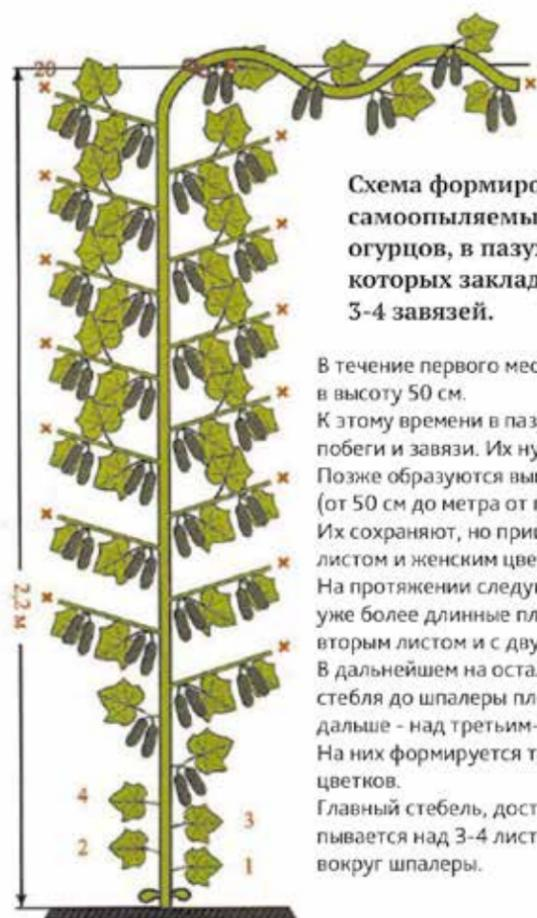 20
Схема формиро
самоопыляемы
огурцов, в пазу
которых заклад
3-4 завязей.
В течение первого мес
в высоту 50 см.
К этому времени в паз
побеги и завязи. Их ну
Позже образуются вы
(от 50 см до метра от
Их сохраняют, но при
листом и женским цве
На протяжении следу
уже более длинные пл
вторым листом и с дву
В дальнейшем на оста
стебля до шпалеры пл
дальше - над третьим-
На них формируется т
цветков.
Главный стебель, дост
пывается над 3-4 лист
вокруг шпалеры.
2,2 м
4
3
2
1